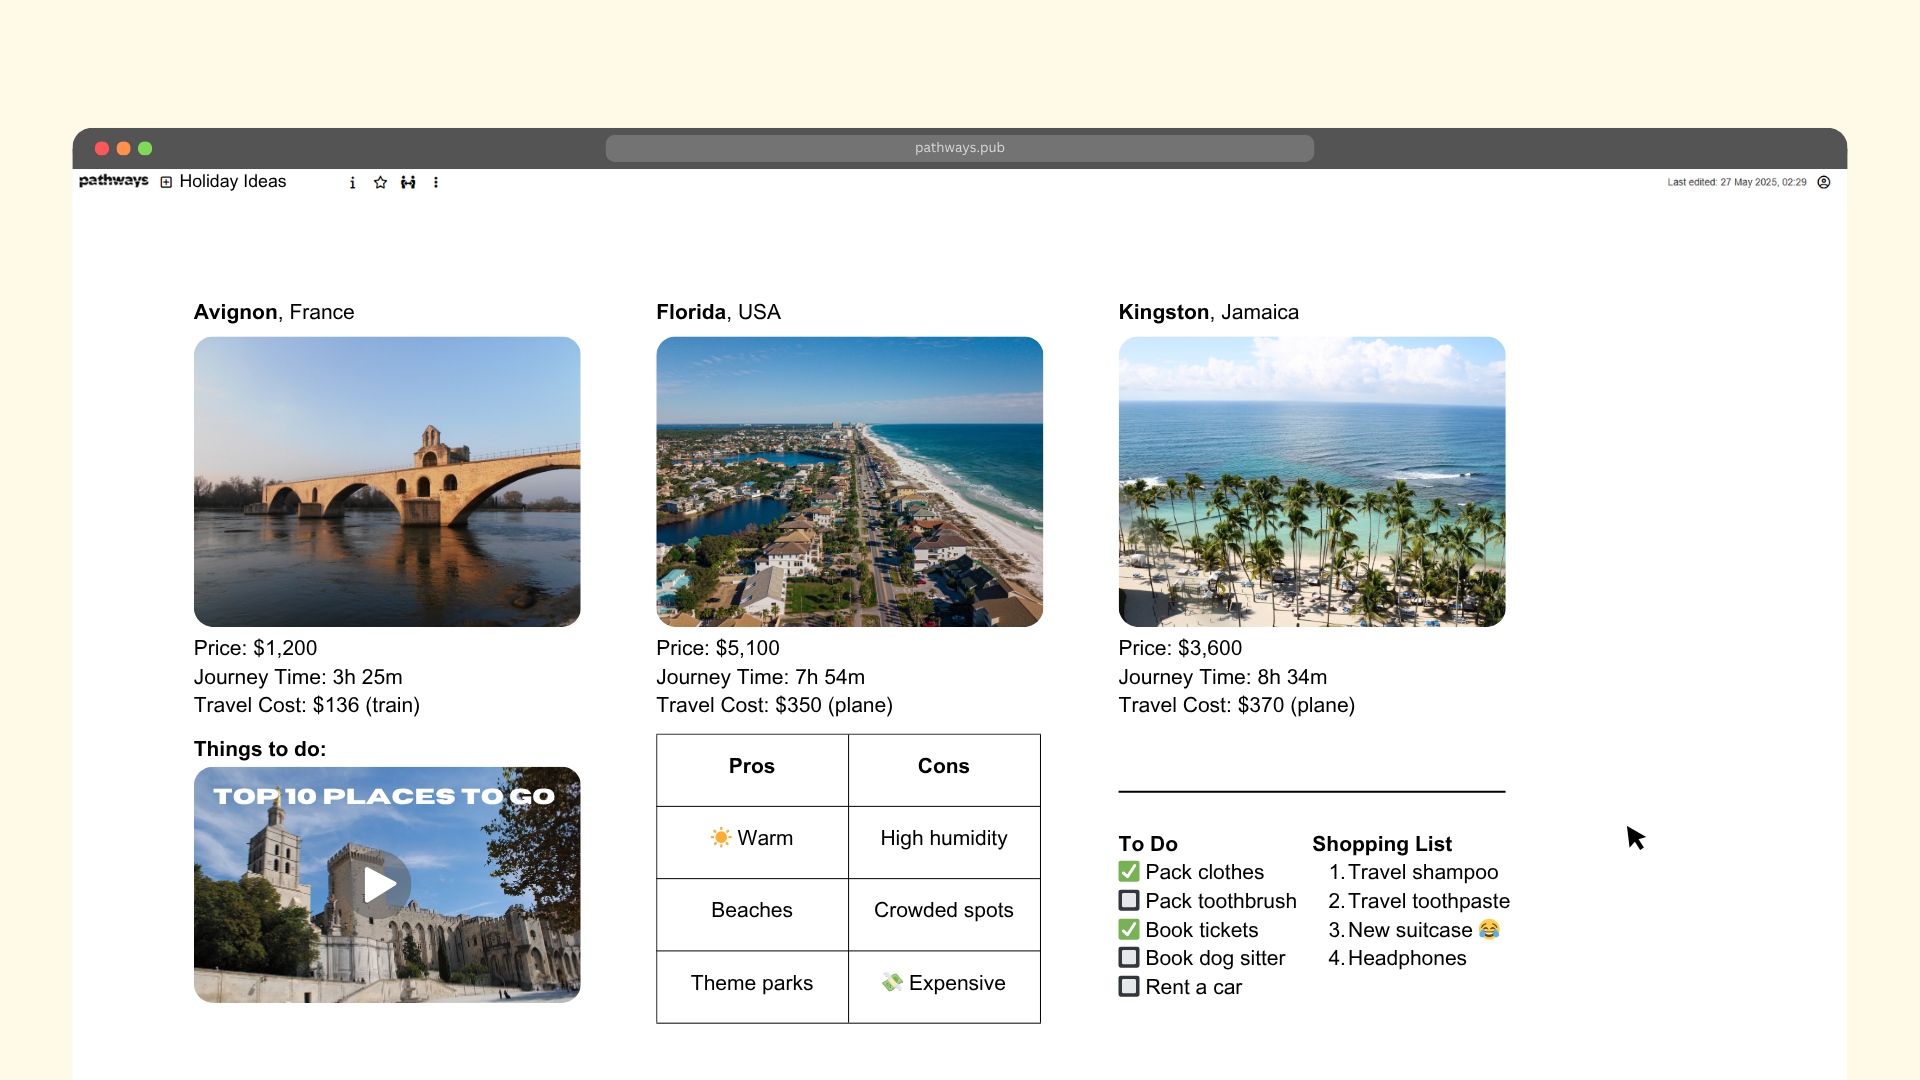 pathways.pub
pathways Holiday Ideas
Last edited: 27 May 2025, 02:29
Avignon, France
Price: $1,200
Journey Time: 3h 25m
Travel Cost: $136 (train)
Things to do:
TOP 10 PLACES TO GO
Florida, USA
Price: $5,100
Journey Time: 7h 54m
Travel Cost: $350 (plane)
Pros Cons
☀️ Warm High humidity
Beaches Crowded spots
Theme parks 💸 Expensive
Kingston, Jamaica
Price: $3,600
Journey Time: 8h 34m
Travel Cost: $370 (plane)
To Do
✅ Pack clothes
🔲 Pack toothbrush
✅ Book tickets
🔲 Book dog sitter
🔲 Rent a car
Shopping List
1. Travel shampoo
2. Travel toothpaste
3. New suitcase 😂
4. Headphones